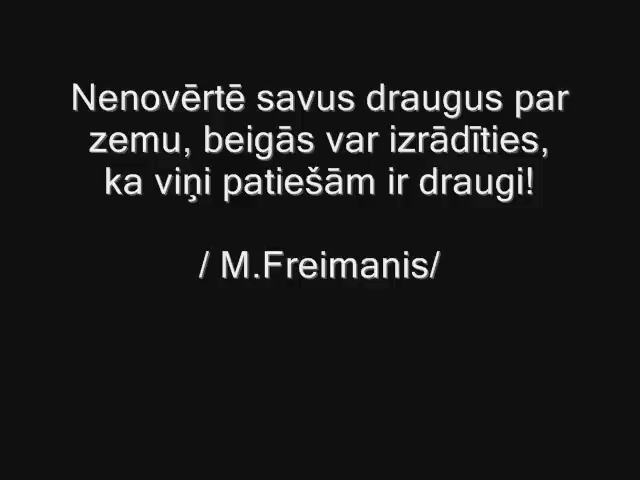 Nenovērtē savus draugus par
zemu, beigās var izrādīties,
ka viņi patiešām ir draugi!
/ M.Freimanis/